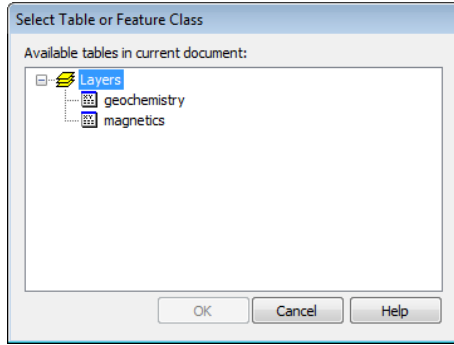 Select Table or Feature Class
Available tables in current document:
Layers
geochemistry
magnetics
OK Cancel Help